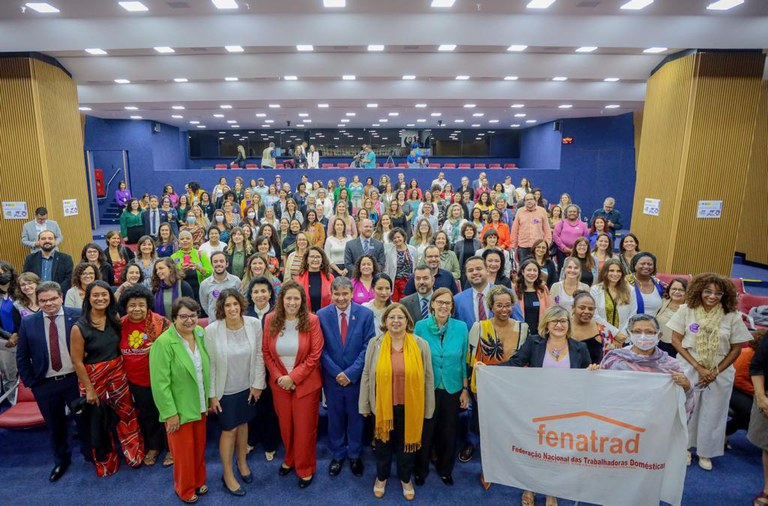 fenatrad
Federação Nacional das Trabalhadoras Domésticas